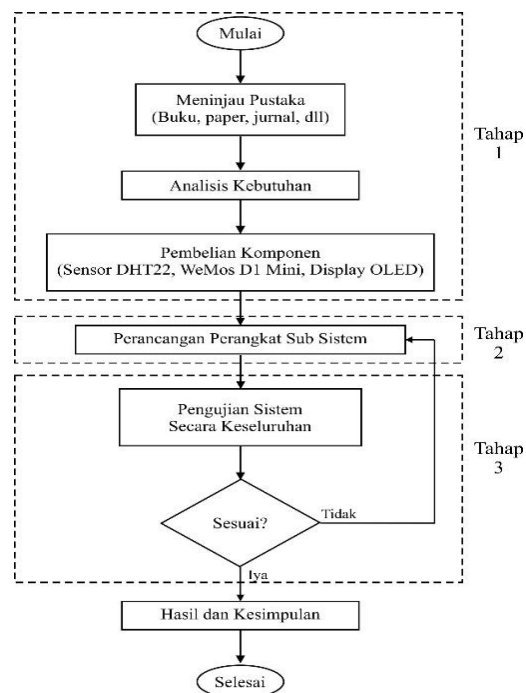 Mulai
Meninjau Pustaka
(Buku, paper, jurnal, dll)
Tahap
1
Analisis Kebutuhan
Pembelian Komponen
(Sensor DHT22, WeMos D1 Mini, Display OLED)
Perancangan Perangkat Sub Sistem
Tahap
2
Pengujian Sistem
Secara Keseluruhan
Tahap
3
Sesuai?
Tidak
Iya
Hasil dan Kesimpulan
Selesai